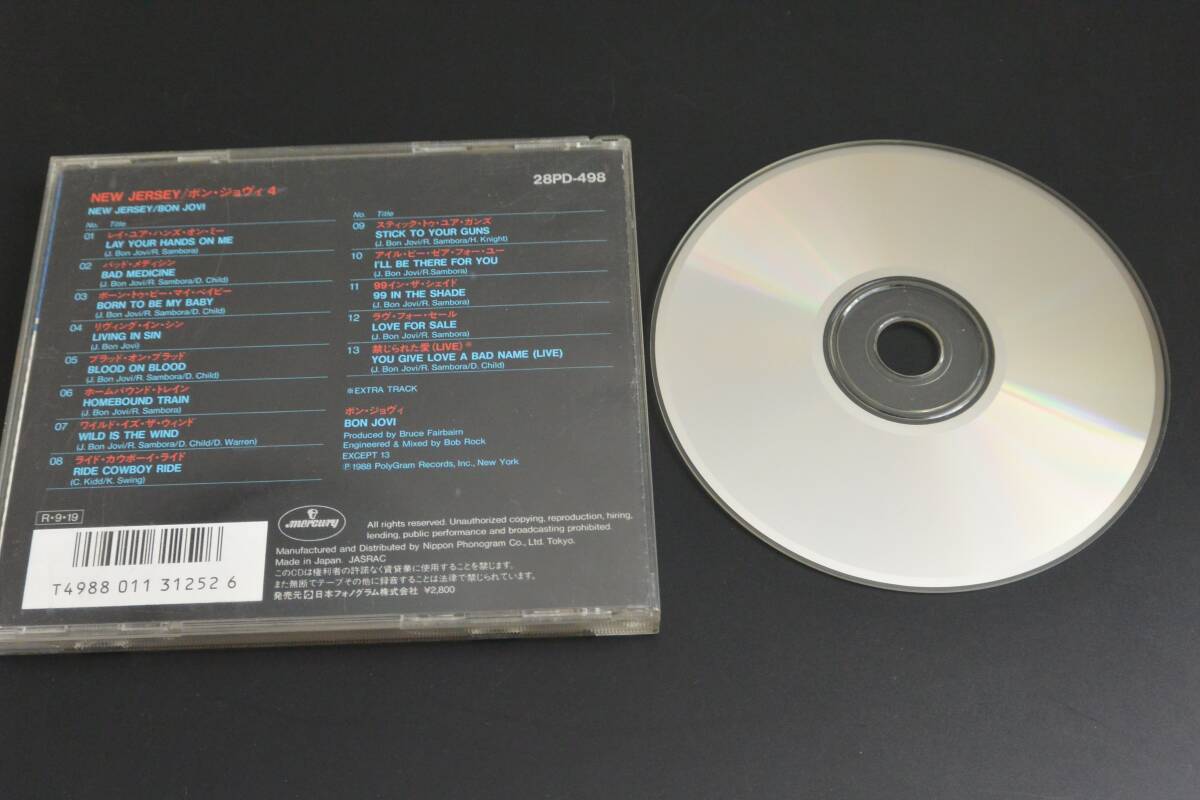 NEW JERSEY/ボン・ジョヴィ 4
NEW JERSEY/BON JOVI
28PD-498
No. Title
01 レイ・ユア・ハンズ・オン・ミー
LAY YOUR HANDS ON ME
(J. Bon Jovi/R. Sambora)
02 バッド・メディシン
BAD MEDICINE
(J. Bon Jovi/R. Sambora/D. Child)
03 ボーン・トゥ・ビー・マイ・ベイビー
BORN TO BE MY BABY
(J. Bon Jovi/R. Sambora/D. Child)
04 リヴィング・イン・シン
LIVING IN SIN
(J. Bon Jovi)
05 ブラッド・オン・ブラッド
BLOOD ON BLOOD
(J. Bon Jovi/R. Sambora/D. Child)
06 ホームバウンド・トレイン
HOMEBOUND TRAIN
(J. Bon Jovi/R. Sambora)
07 ワイルド・イズ・ザ・ウィンド
WILD IS THE WIND
(J. Bon Jovi/R. Sambora/D. Child/D. Warren)
08 ライド・カウボーイ・ライド
RIDE COWBOY RIDE
(C. Kidd/K. Swing)
No. Title
09 スティック・トゥ・ユア・ガンズ
STICK TO YOUR GUNS
(J. Bon Jovi/R. Sambora/H. Knight)
10 アイル・ビー・ゼア・フォー・ユー
I'LL BE THERE FOR YOU
(J. Bon Jovi/R.Sambora)
11 99イン・ザ・シェイド
99 IN THE SHADE
(J. Bon Jovi/R. Sambora)
12 ラヴ・フォー・セール
LOVE FOR SALE
(J. Bon Jovi/R. Sambora)
13 禁じられた愛(LIVE)※
YOU GIVE LOVE A BAD NAME (LIVE)
(J. Bon Jovi/R. Sambora/D. Child)
※EXTRA TRACK
ボン・ジョヴィ
BON JOVI
Produced by Bruce Fairbairn
Engineered & Mixed by Bob Rock
EXCEPT 13
℗1988 PolyGram Records, Inc., New York
R・9・19
T4988 011 31252 6
mercury
All rights reserved. Unauthorized copying, reproduction, hiring,
lending, public performance and broadcasting prohibited.
Manufactured and Distributed by Nippon Phonogram Co., Ltd. Tokyo.
Made in Japan. JASRAC
このCDは権利者の許諾なく賃貸業に使用することを禁じます。
また無断でテープその他に録音することは法律で禁じられています。
発売元 日本フォノグラム株式会社 ¥2,800